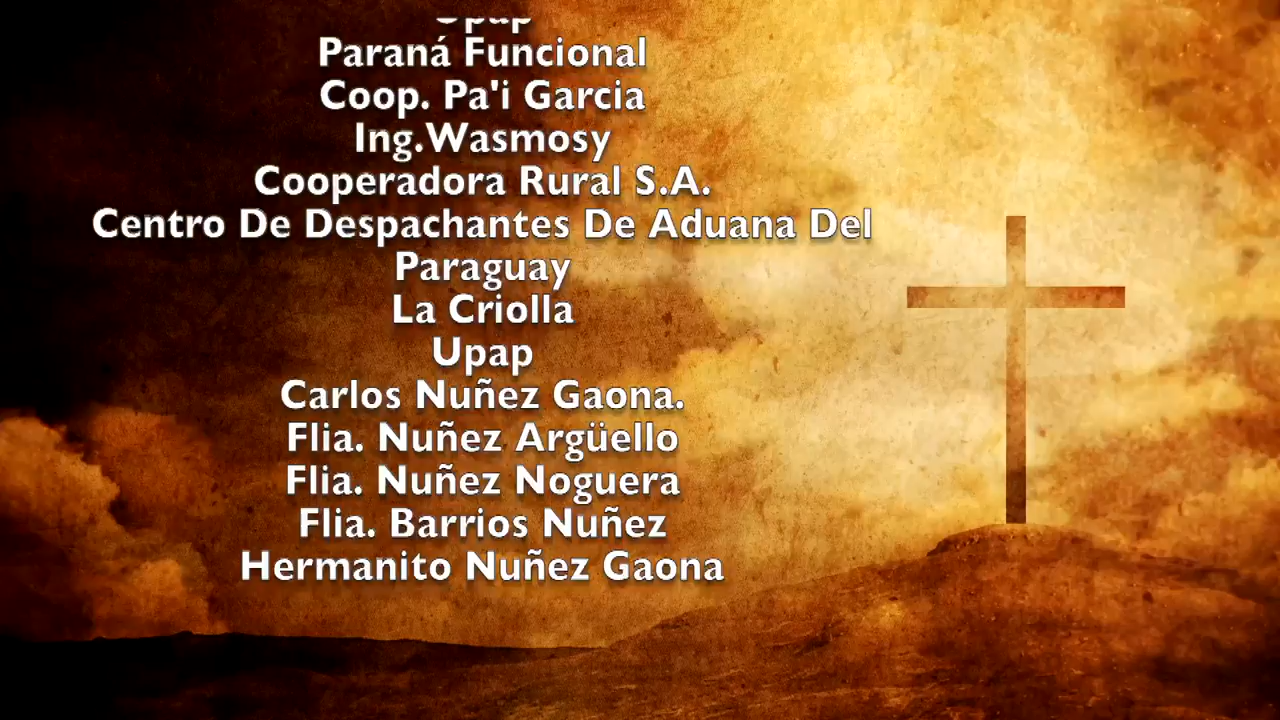 Paraná Funcional
Coop. Pa'i Garcia
Ing.Wasmosy
Cooperadora Rural S.A.
Centro De Despachantes De Aduana Del
Paraguay
La Criolla
Upap
Carlos Nuñez Gaona.
Flia. Nuñez Argüello
Flia. Nuñez Noguera
Flia. Barrios Nuñez
Hermanito Nuñez Gaona